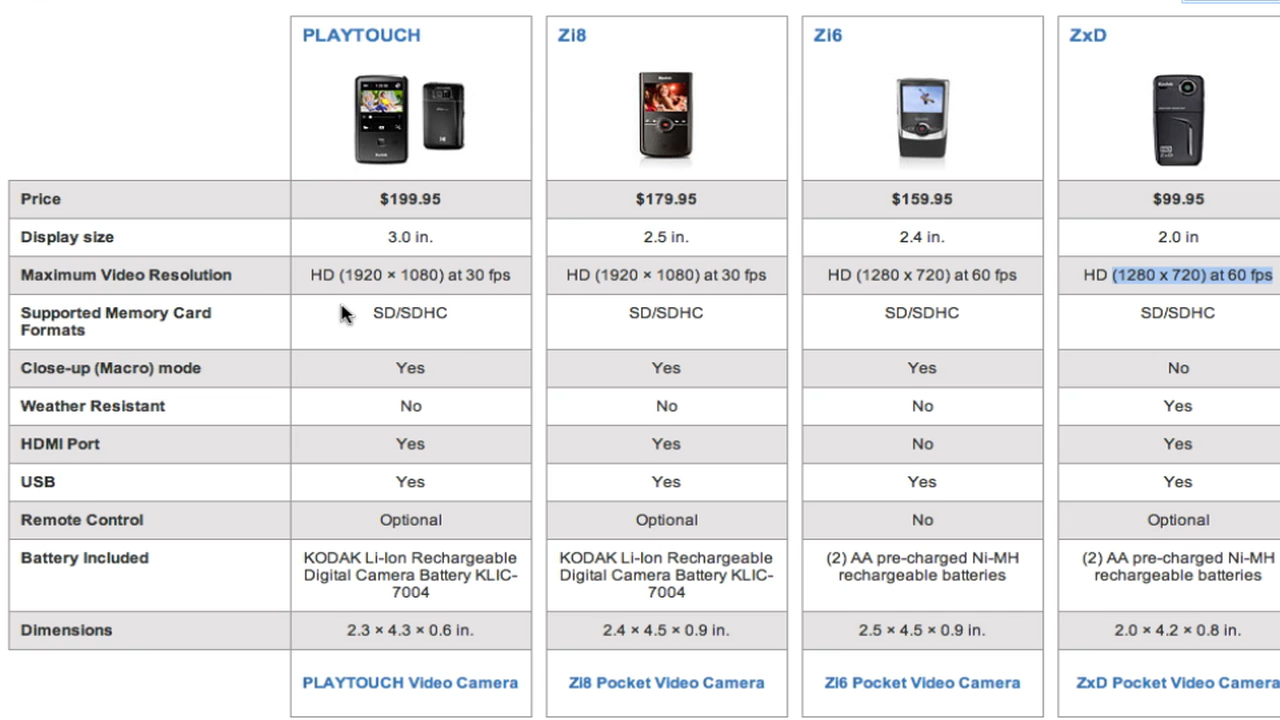 PLAYTOUCH Zi8 Zi6 ZxD
Price $199.95 $179.95 $159.95 $99.95
Display size 3.0 in. 2.5 in. 2.4 in. 2.0 in
Maximum Video Resolution HD (1920 × 1080) at 30 fps HD (1920 × 1080) at 30 fps HD (1280 x 720) at 60 fps HD (1280 x 720) at 60 fps
Supported Memory Card SD/SDHC SD/SDHC SD/SDHC SD/SDHC
Formats
Close-up (Macro) mode Yes Yes Yes No
Weather Resistant No No No Yes
HDMI Port Yes Yes No Yes
USB Yes Yes Yes Yes
Remote Control Optional Optional No Optional
Battery Included KODAK Li-Ion Rechargeable KODAK Li-Ion Rechargeable (2) AA pre-charged Ni-MH (2) AA pre-charged Ni-MH
Digital Camera Battery KLIC- Digital Camera Battery KLIC- rechargeable batteries rechargeable batteries
7004 7004
Dimensions 2.3 × 4.3 × 0.6 in. 2.4 × 4.5 × 0.9 in. 2.5 × 4.5 × 0.9 in. 2.0 × 4.2 × 0.8 in.
PLAYTOUCH Video Camera Zi8 Pocket Video Camera Zi6 Pocket Video Camera ZxD Pocket Video Camera